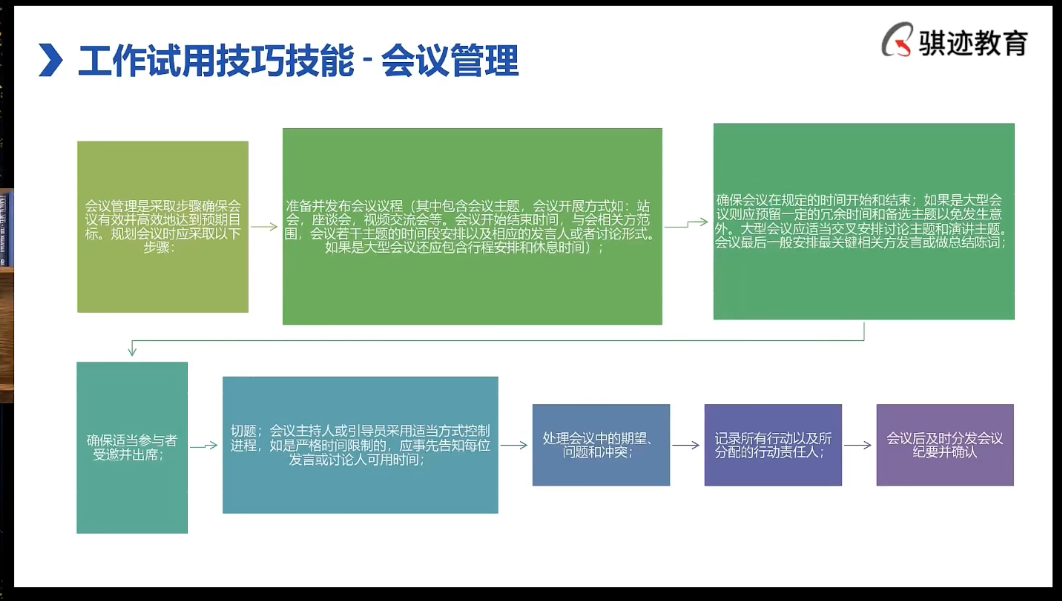 工作试用技巧技能 - 会议管理
骐迹教育
会议管理是采取步骤确保会
议有效并高效地达到预期目
标。规划会议时应采取以下
步骤：
准备并发布会议议程（其中包含会议主题，会议开展方式如：站
会，座谈会，视频交流会等。会议开始结束时间，与会相关方范
围，会议若干主题的时间段安排以及相应的发言人或者讨论形式。
如果是大型会议还应包含行程安排和休息时间）；
确保会议在规定的时间开始和结束；如果是大型会
议则应预留一定的冗余时间和备选主题以免发生意
外。大型会议应适当交叉安排讨论主题和演讲主题。
会议最后一般安排最关键相关方发言或做总结陈词；
确保适当参与者
受邀并出席；
切题；会议主持人或引导员采用适当方式控制
进程，如是严格时间限制的，应事先告知每位
发言或讨论人可用时间；
处理会议中的期望、
问题和冲突；
记录所有行动以及所
分配的行动责任人；
会议后及时分发会议
纪要并确认